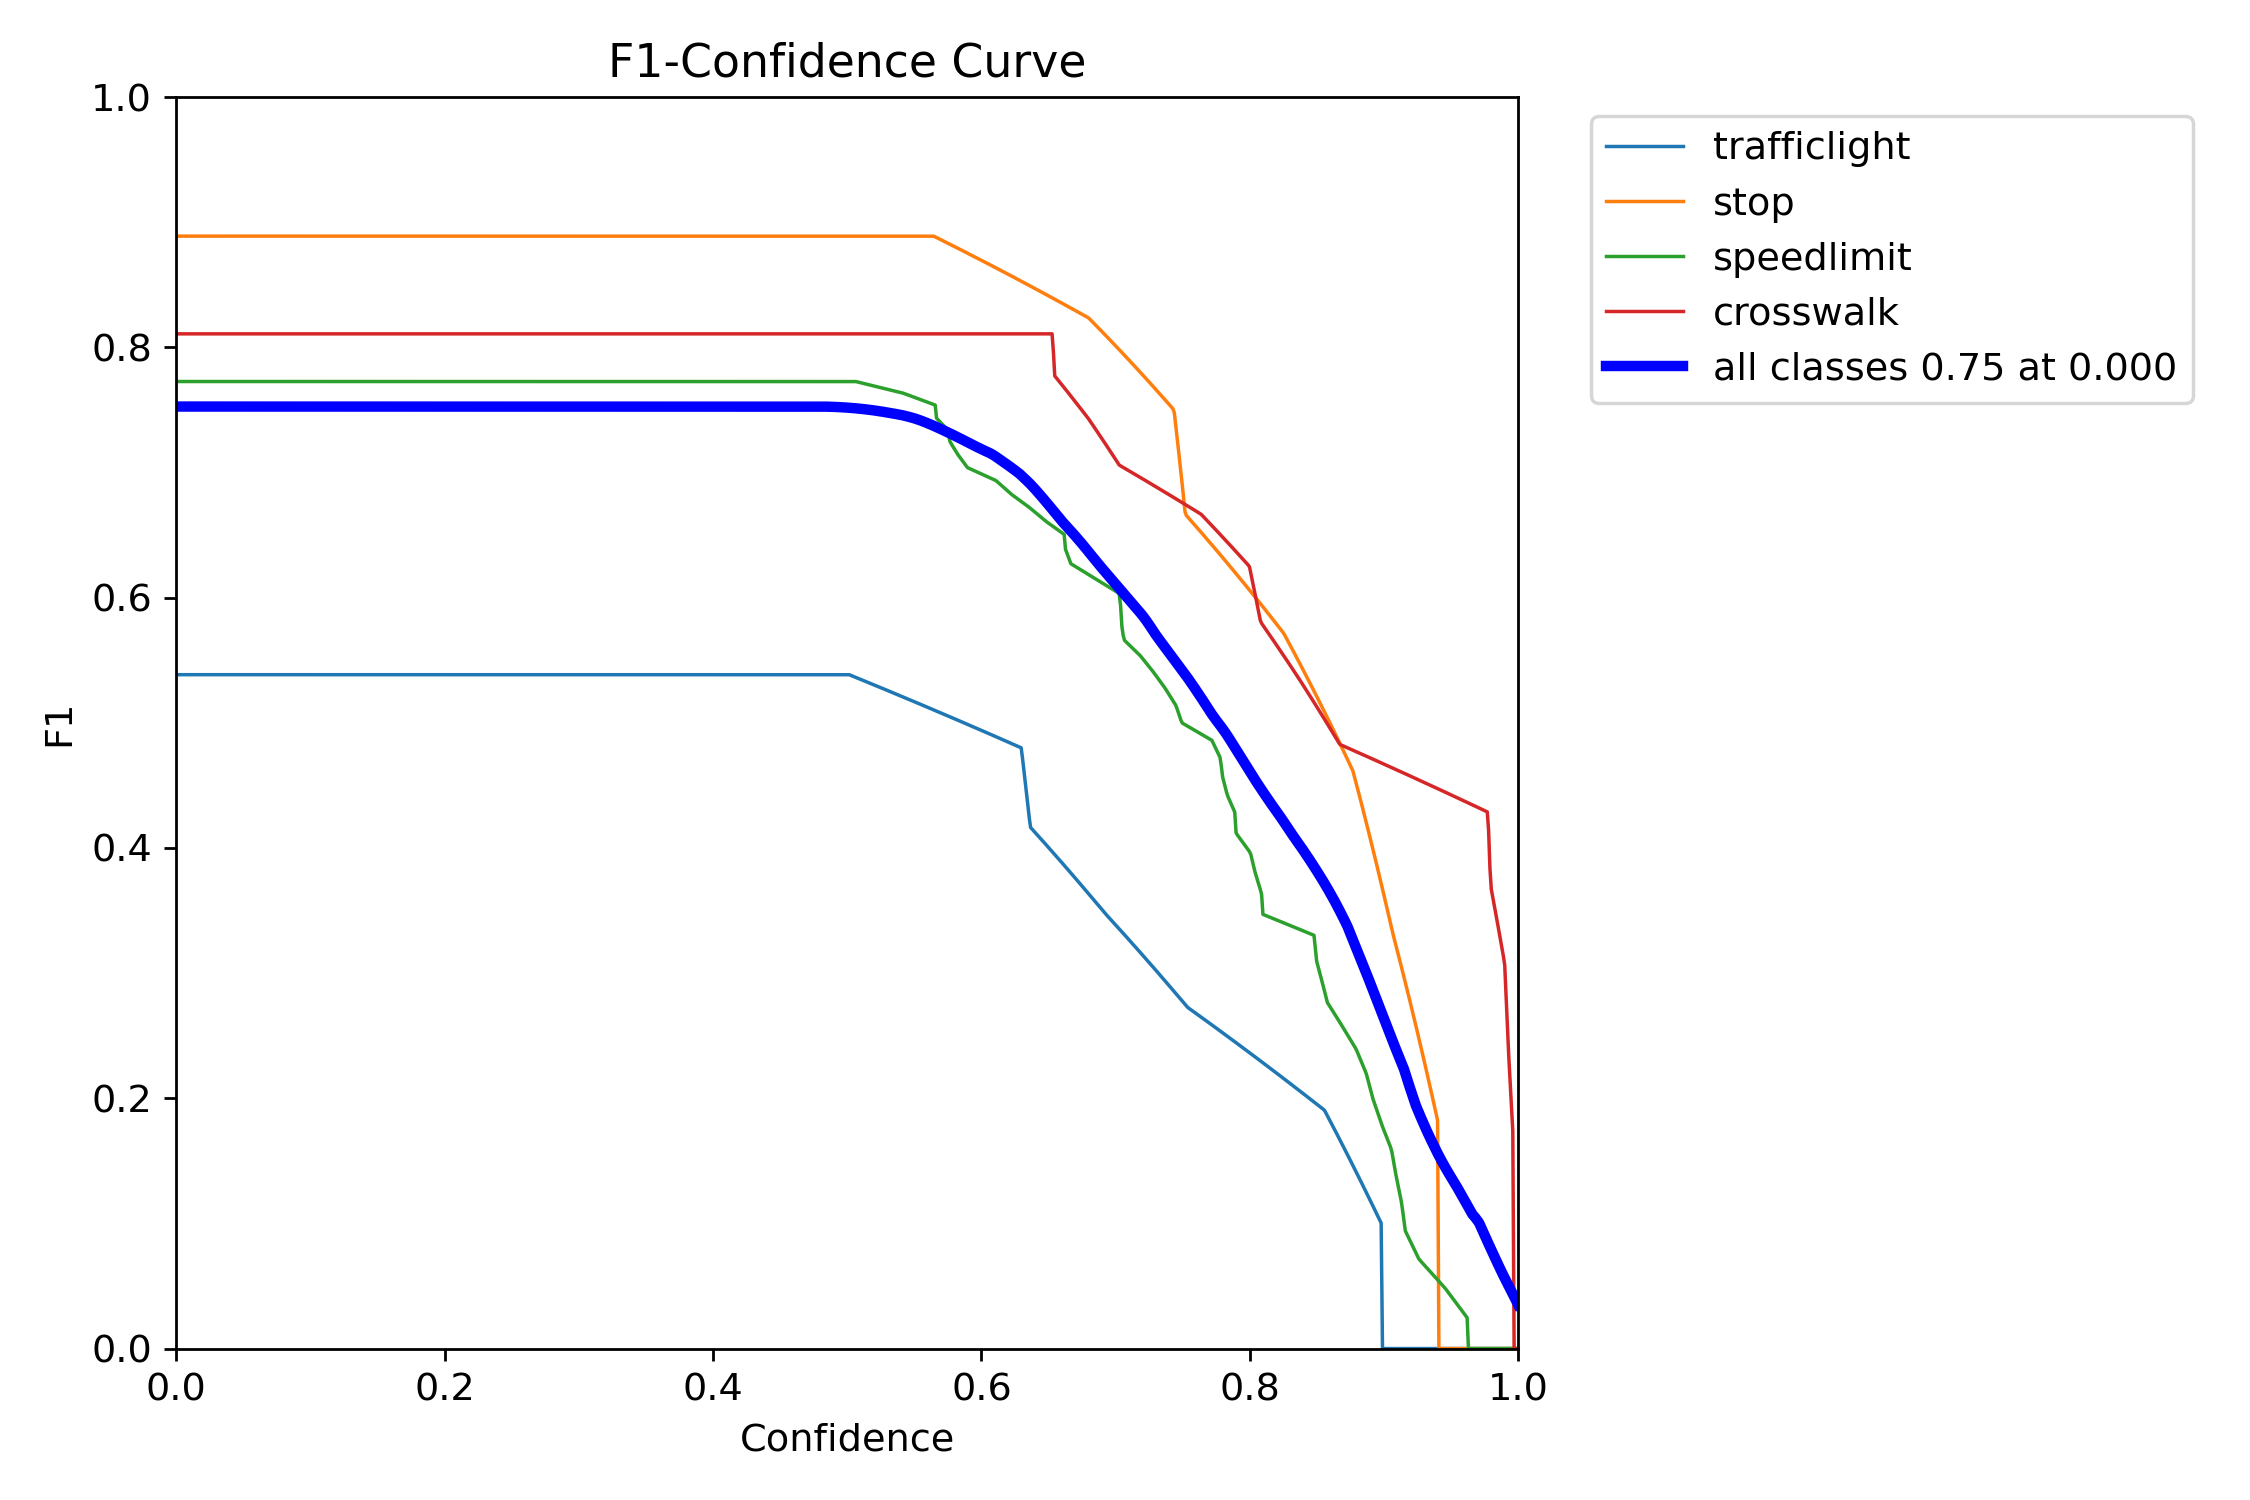 F1-Confidence Curve
1.0
0.8
0.6
0.4
0.2
0.0
F1
0.0 0.2 0.4 0.6 0.8 1.0
Confidence
trafficlight
stop
speedlimit
crosswalk
all classes 0.75 at 0.000